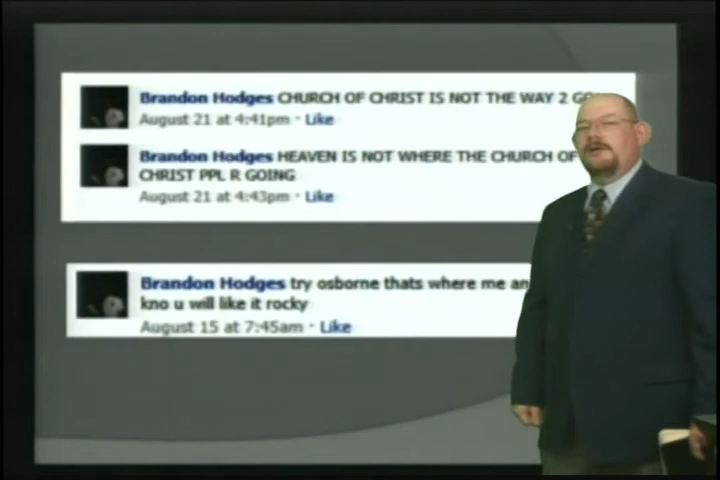 Brandon Hodges CHURCH OF CHRIST IS NOT THE WAY 2
August 21 at 4:41pm · Like
Brandon Hodges HEAVEN IS NOT WHERE THE CHURCH OF
CHRIST PPL R GOING
August 21 at 4:43pm · Like
Brandon Hodges try osborne thats where me
kno u will like it rocky
August 15 at 7:45am · Like